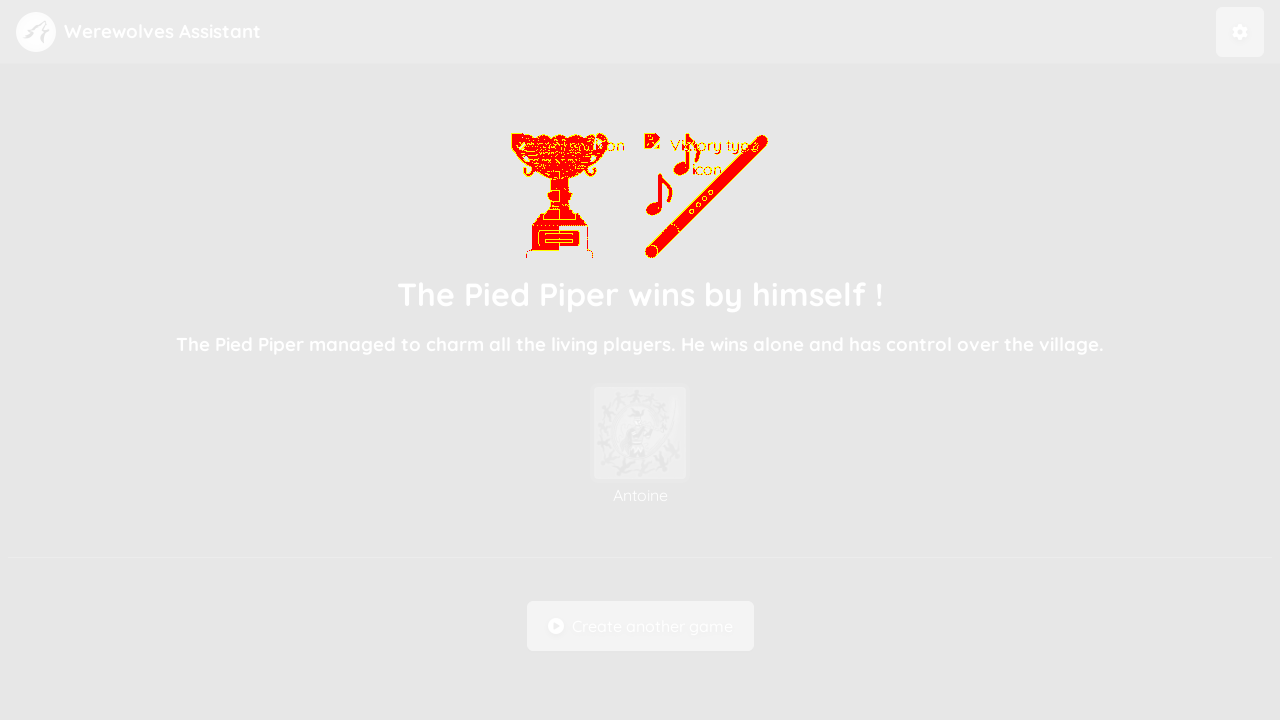 Werewolves Assistant
Victory type
icon
The Pied Piper wins by himself !
The Pied Piper managed to charm all the living players. He wins alone and has control over the village.
Antoine
Create another game